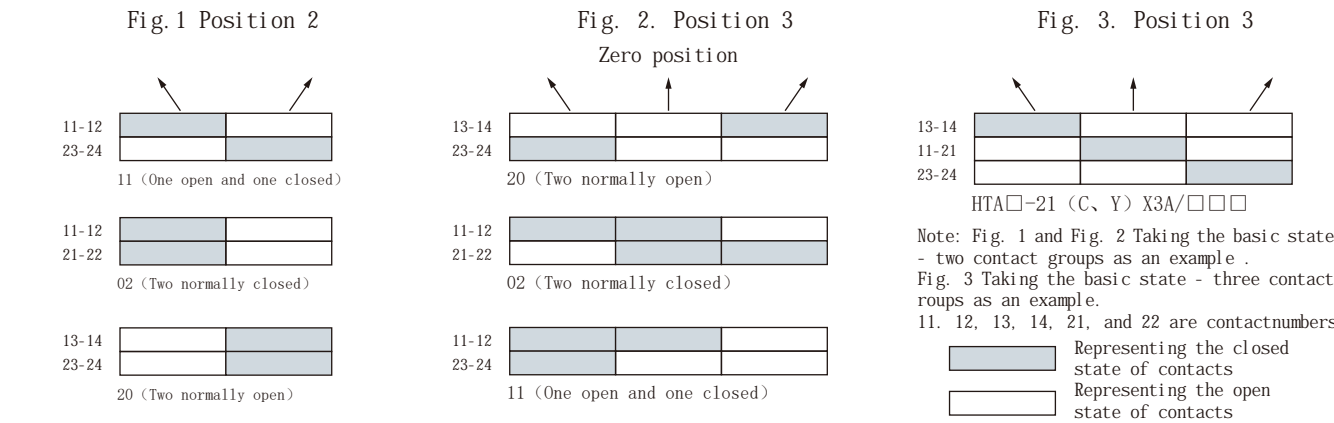 Fig.1 Position 2
11-12
23-24
11（One open and one closed）
11-12
21-22
02（Two normally closed）
13-14
23-24
20（Two normally open）
Fig. 2. Position 3
Zero position
13-14
23-24
20（Two normally open）
11-12
21-22
02（Two normally closed）
11-12
23-24
11（One open and one closed）
Fig. 3. Position 3
13-14
11-21
23-24
HTA□-21（C、Y）X3A/□□□
Note: Fig. 1 and Fig. 2 Taking the basic state
- two contact groups as an example .
Fig. 3 Taking the basic state - three contact
roups as an example.
11. 12, 13, 14, 21, and 22 are contactnumbers
Representing the closed
state of contacts
Representing the open
state of contacts